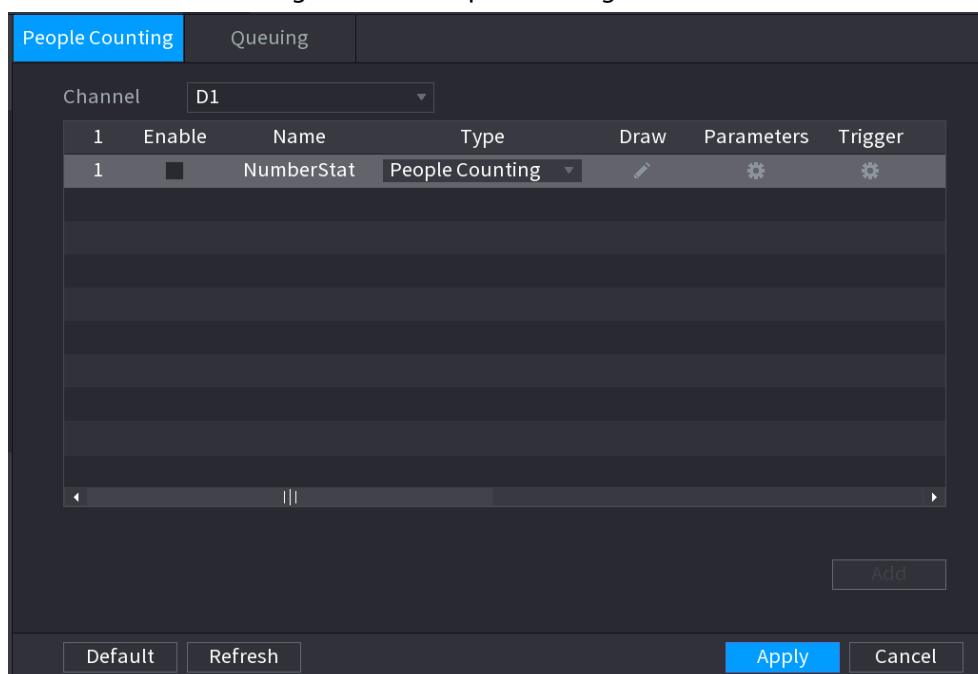 People Counting Queuing
Channel D1
1 Enable Name Type Draw Parameters Trigger
1 NumberStat People Counting
Add
Default Refresh Apply Cancel